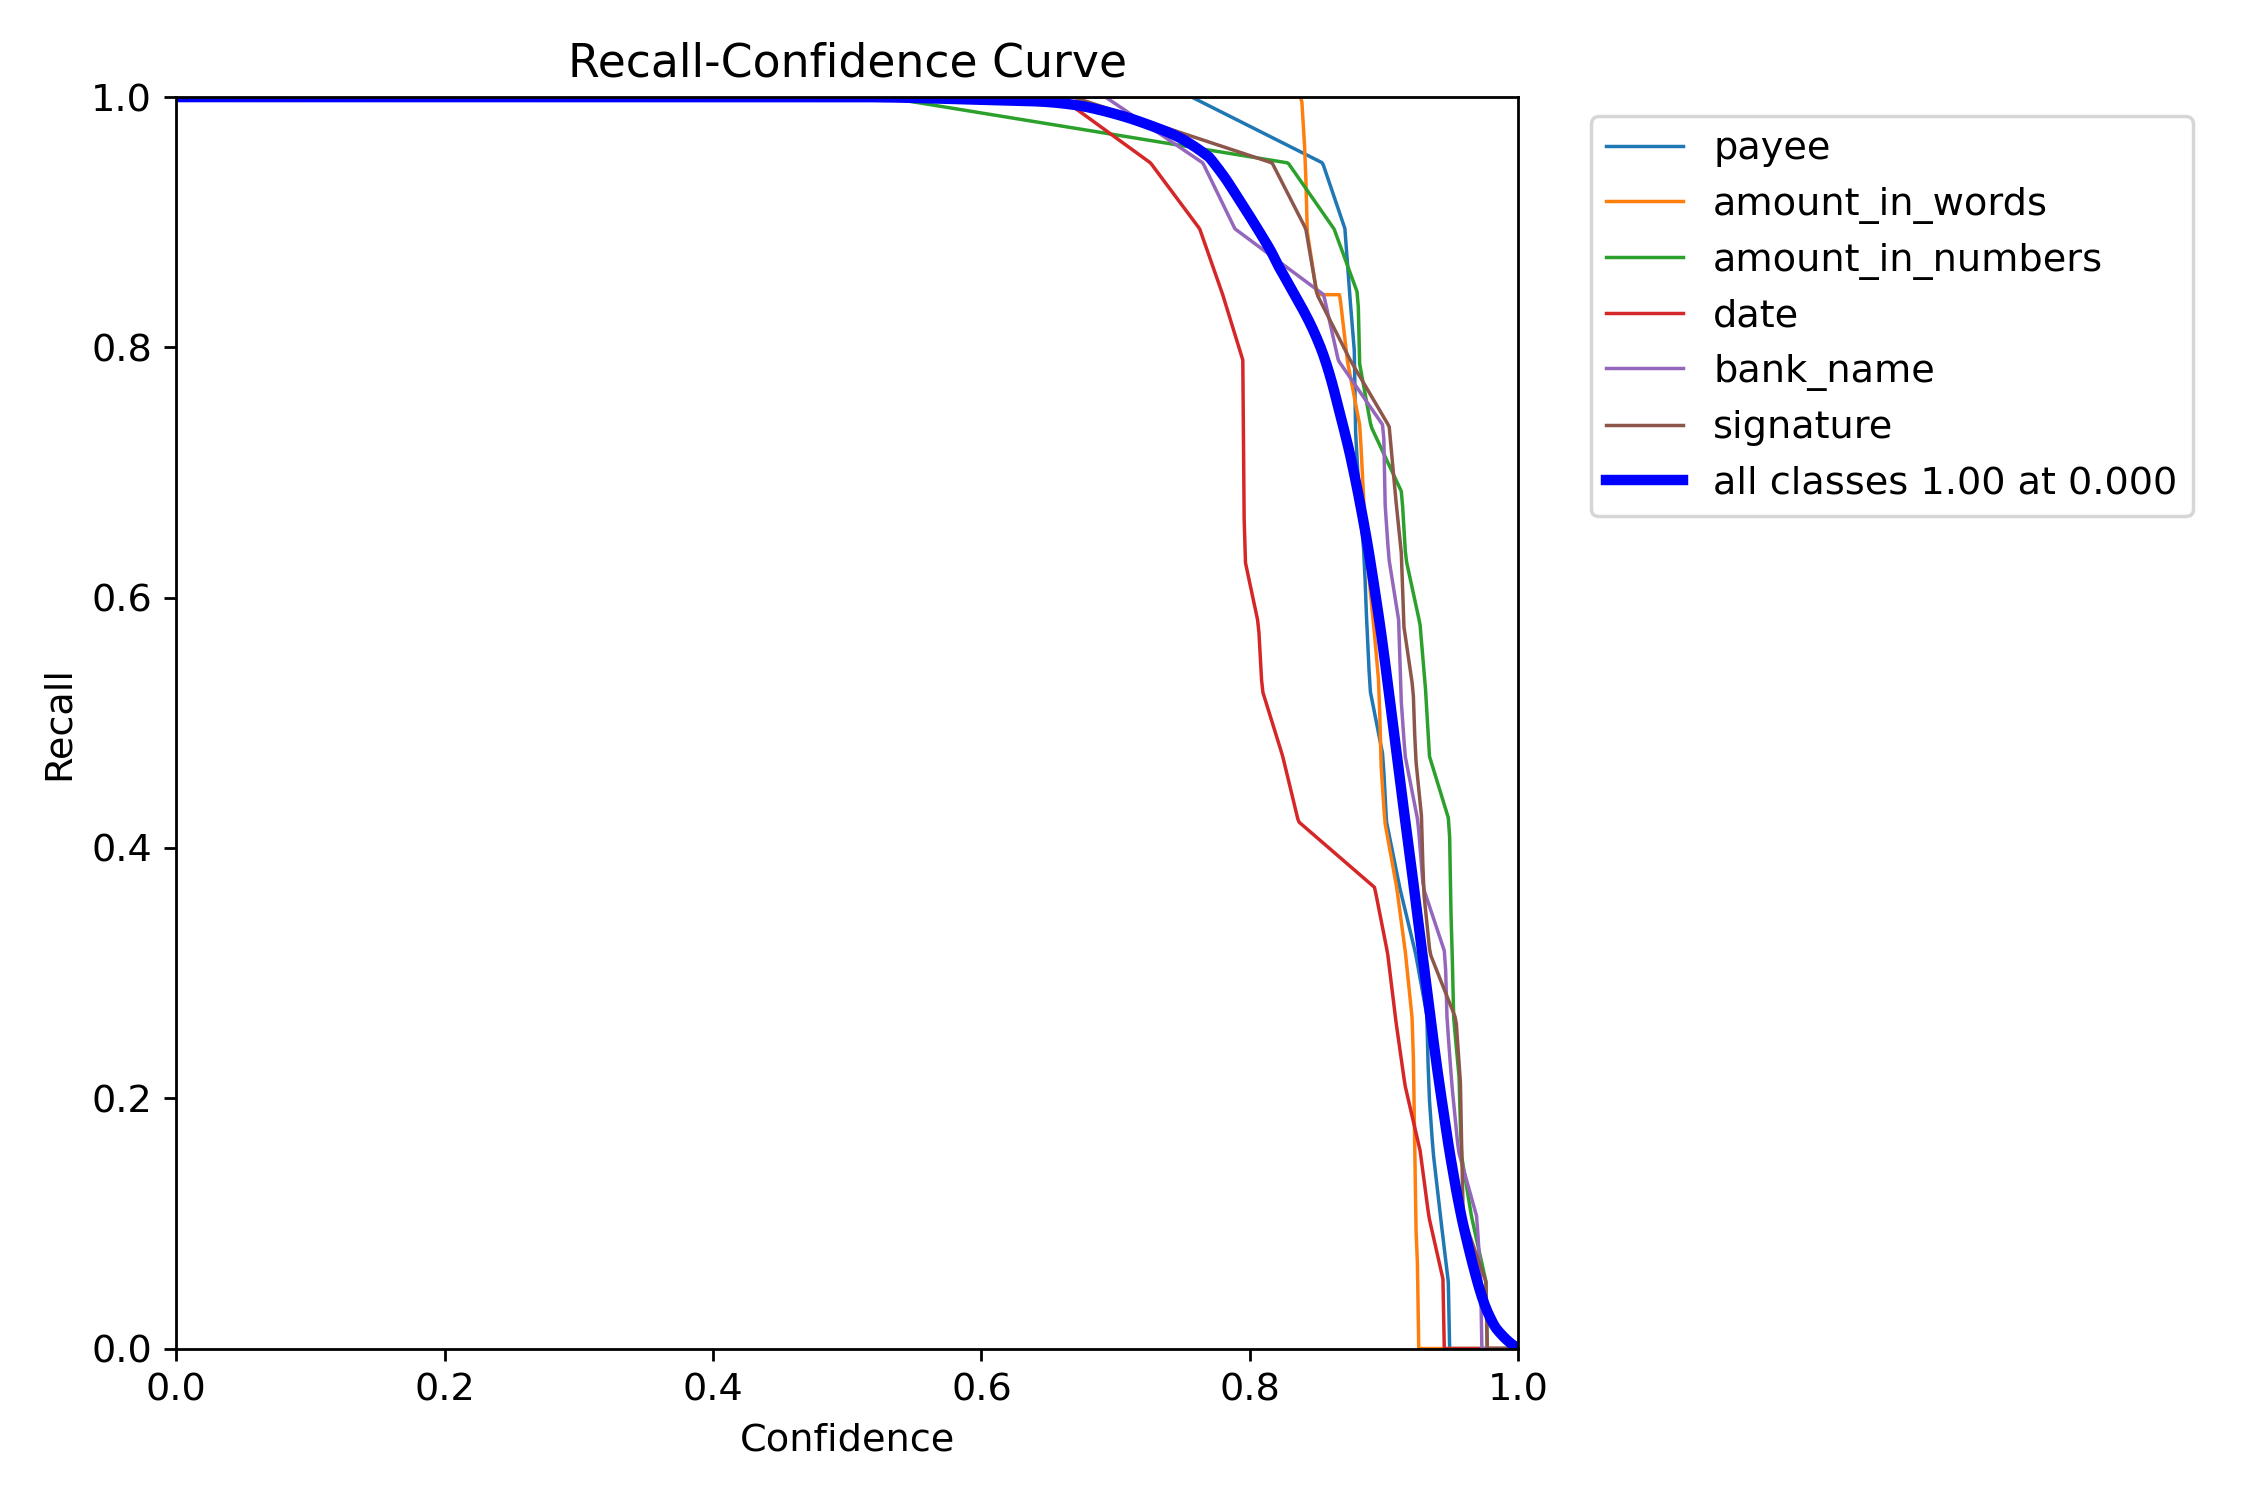 Recall-Confidence Curve
1.0
0.8
0.6
0.4
0.2
0.0
Recall
0.0 0.2 0.4 0.6 0.8 1.0
Confidence
payee
amount_in_words
amount_in_numbers
date
bank_name
signature
all classes 1.00 at 0.000